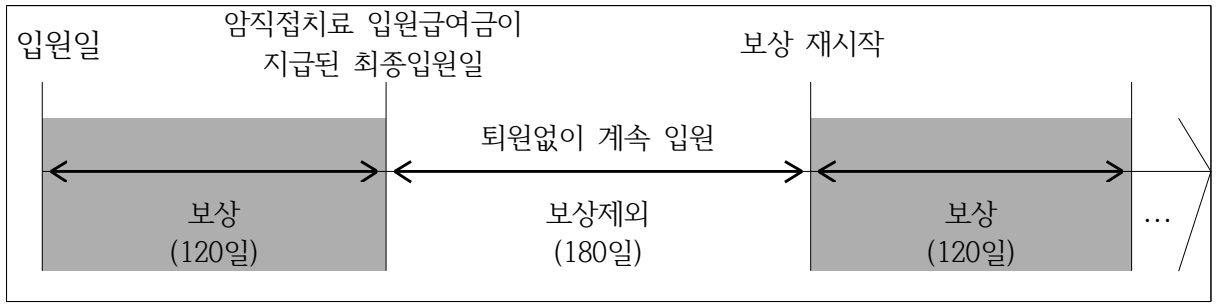 입원일
암직접치료 입원급여금이
지급된 최종입원일
보상 재시작
퇴원없이 계속 입원
보상
(120일)
보상제외
(180일)
보상
(120일)
…